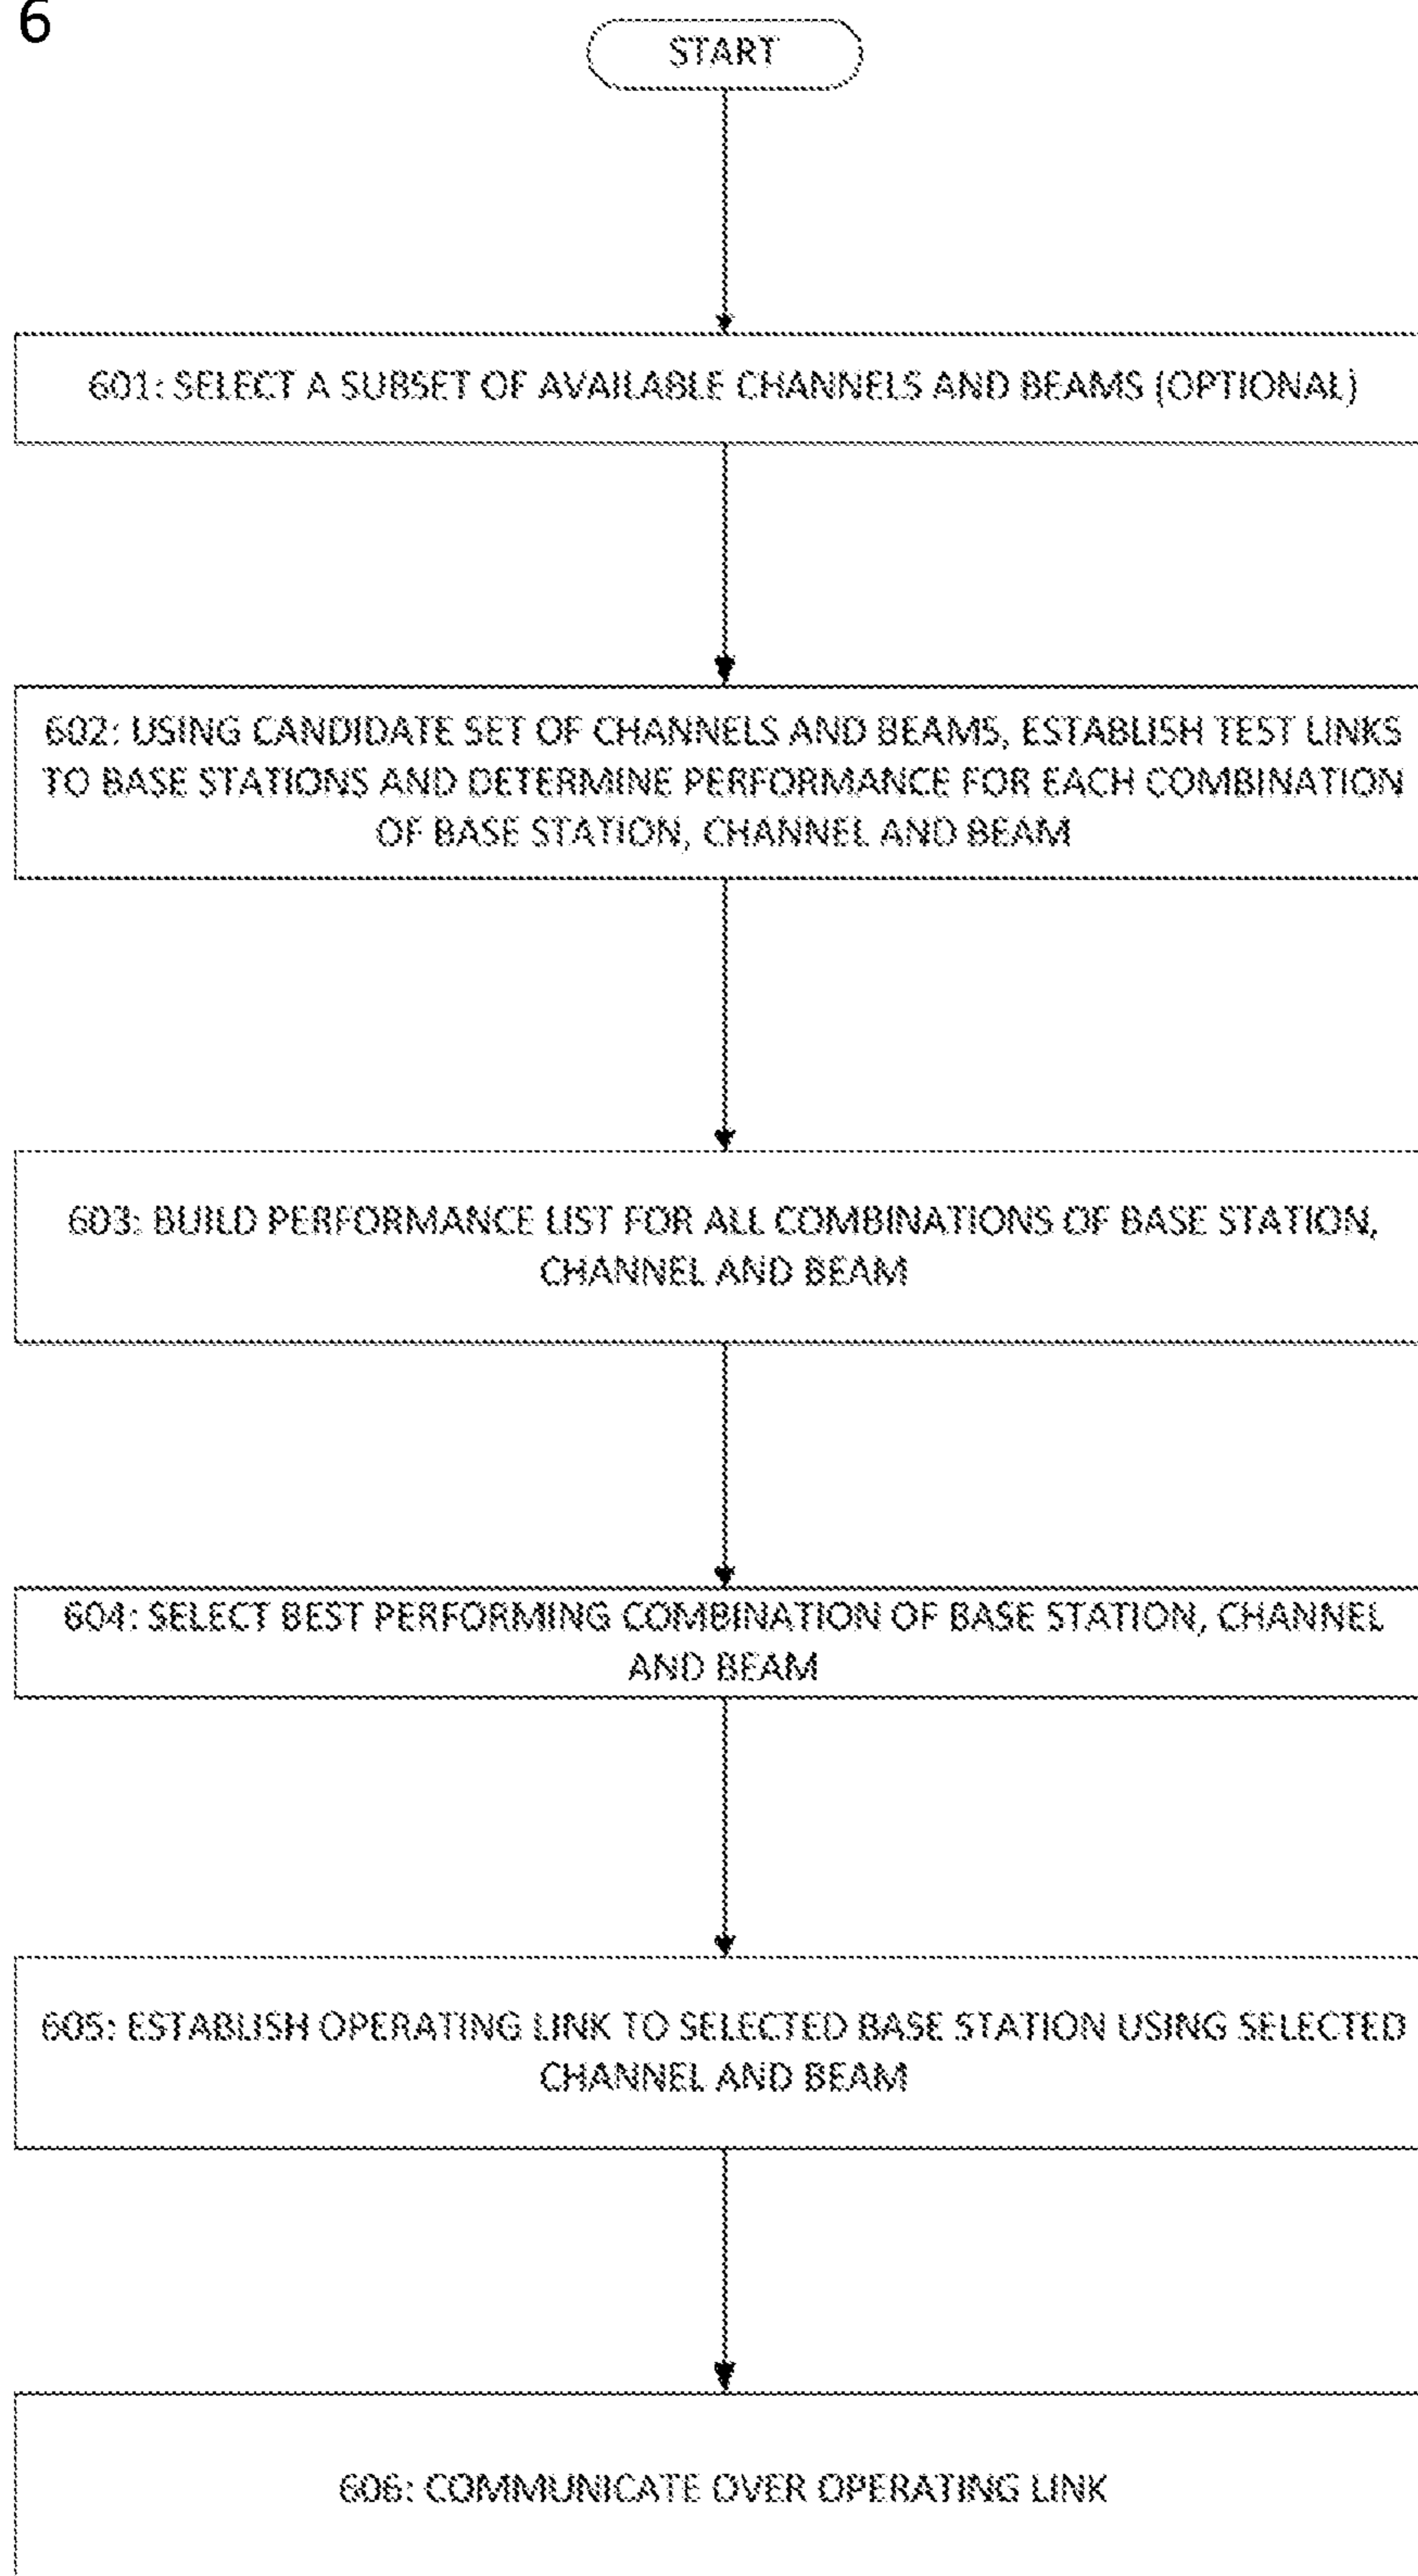 6
START
601: SELECT A SUBSET OF AVAILABLE CHANNELS AND BEAMS (OPTIONAL)
602: USING CANDIDATE SET OF CHANNELS AND BEAMS, ESTABLISH TEST LINKS
TO BASE STATIONS AND DETERMINE PERFORMANCE FOR EACH COMBINATION
OF BASE STATION, CHANNEL AND BEAM
603: BUILD PERFORMANCE LIST FOR ALL COMBINATIONS OF BASE STATION,
CHANNEL AND BEAM
604: SELECT BEST PERFORMING COMBINATION OF BASE STATION, CHANNEL
AND BEAM
605: ESTABLISH OPERATING LINK TO SELECTED BASE STATION USING SELECTED
CHANNEL AND BEAM
606: COMMUNICATE OVER OPERATING LINK